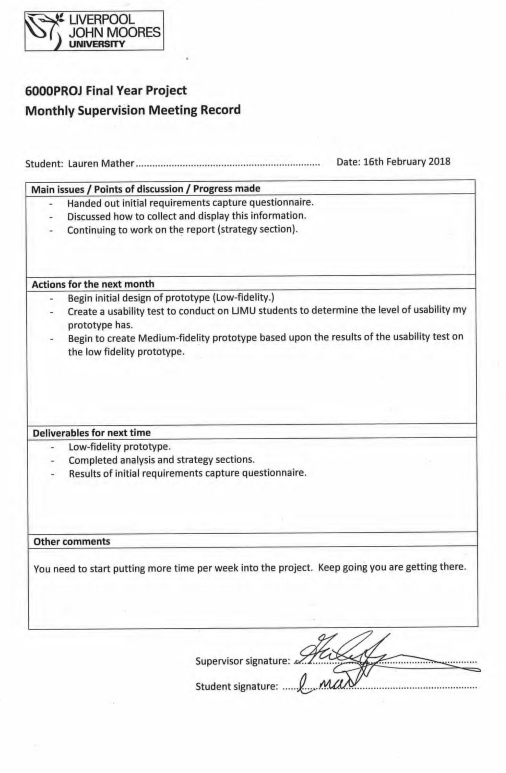 LIVERPOOL
JOHN MOORES
UNIVERSITY
6000PROJ Final Year Project
Monthly Supervision Meeting Record
Student: Lauren Mather.................................................................. Date: 16th February 2018
Main issues / Points of discussion / Progress made
- Handed out initial requirements capture questionnaire.
- Discussed how to collect and display this information.
- Continuing to work on the report (strategy section).
Actions for the next month
- Begin initial design of prototype (Low-fidelity.)
- Create a usability test to conduct on LJMU students to determine the level of usability my
prototype has.
- Begin to create Medium-fidelity prototype based upon the results of the usability test on
the low fidelity prototype.
Deliverables for next time
- Low-fidelity prototype.
- Completed analysis and strategy sections.
- Results of initial requirements capture questionnaire.
Other comments
You need to start putting more time per week into the project. Keep going you are getting there.
Supervisor signature:
Student signature: